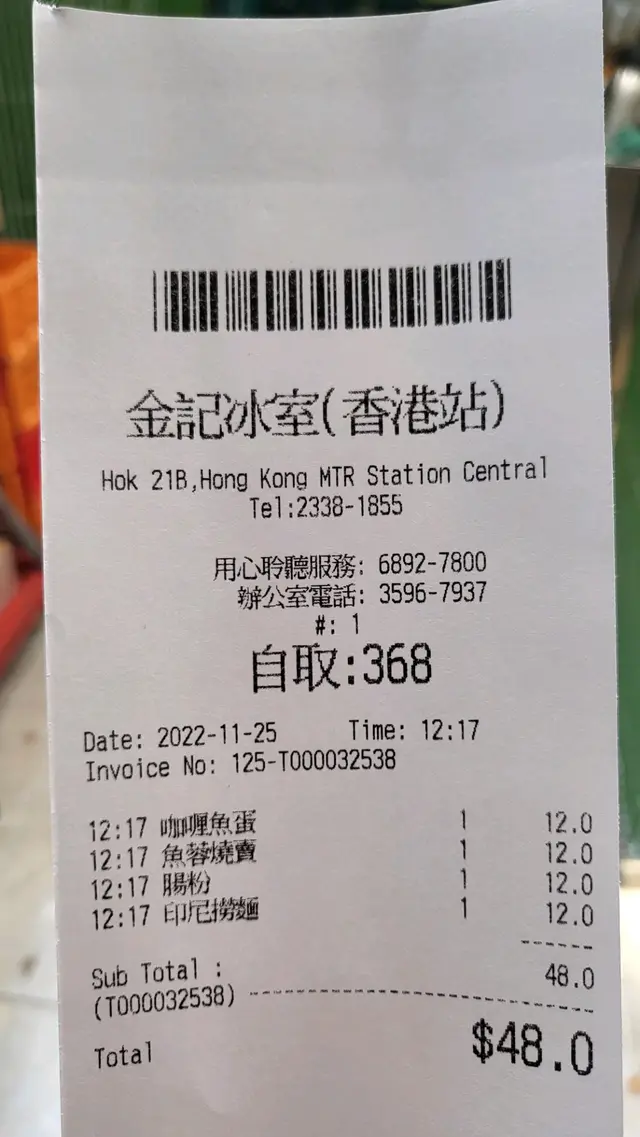 金記冰室(香港站)
Hok 21B,Hong Kong MTR Station Central
Tel:2338-1855
用心聆聽服務: 6892-7800
辦公室電話: 3596-7937
#: 1
自取:368
Date: 2022-11-25 Time: 12:17
Invoice No: 125-T000032538
12:17 咖喱魚蛋 1 12.0
12:17 魚蓉燒賣 1 12.0
12:17 腸粉 1 12.0
12:17 印尼撈麵 1 12.0
Sub Total : 48.0
(T000032538)
Total $48.0